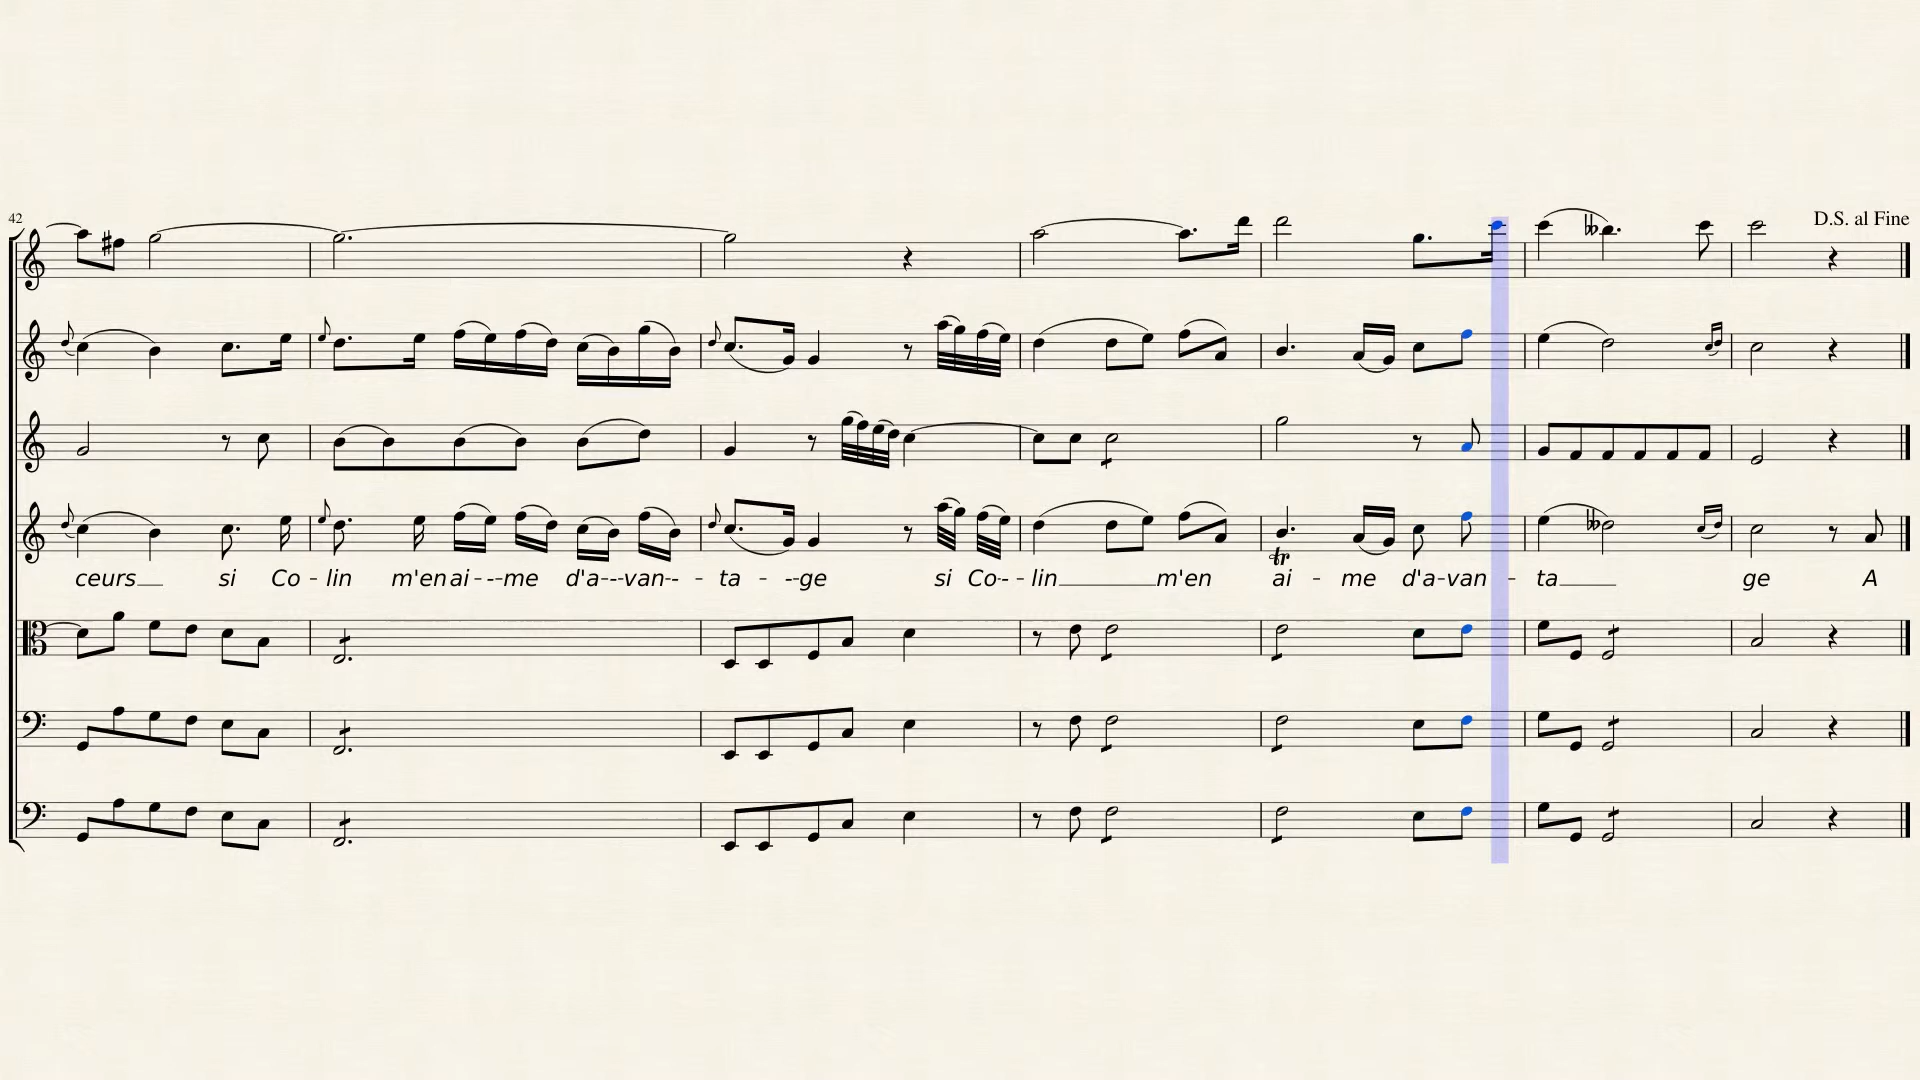 42
D.S. al Fine
tr
ceurs si Co - lin m'en ai - - me d'a - - van - - ta - - - ge si Co - - lin m'en ai - me d'a - van - ta ge A